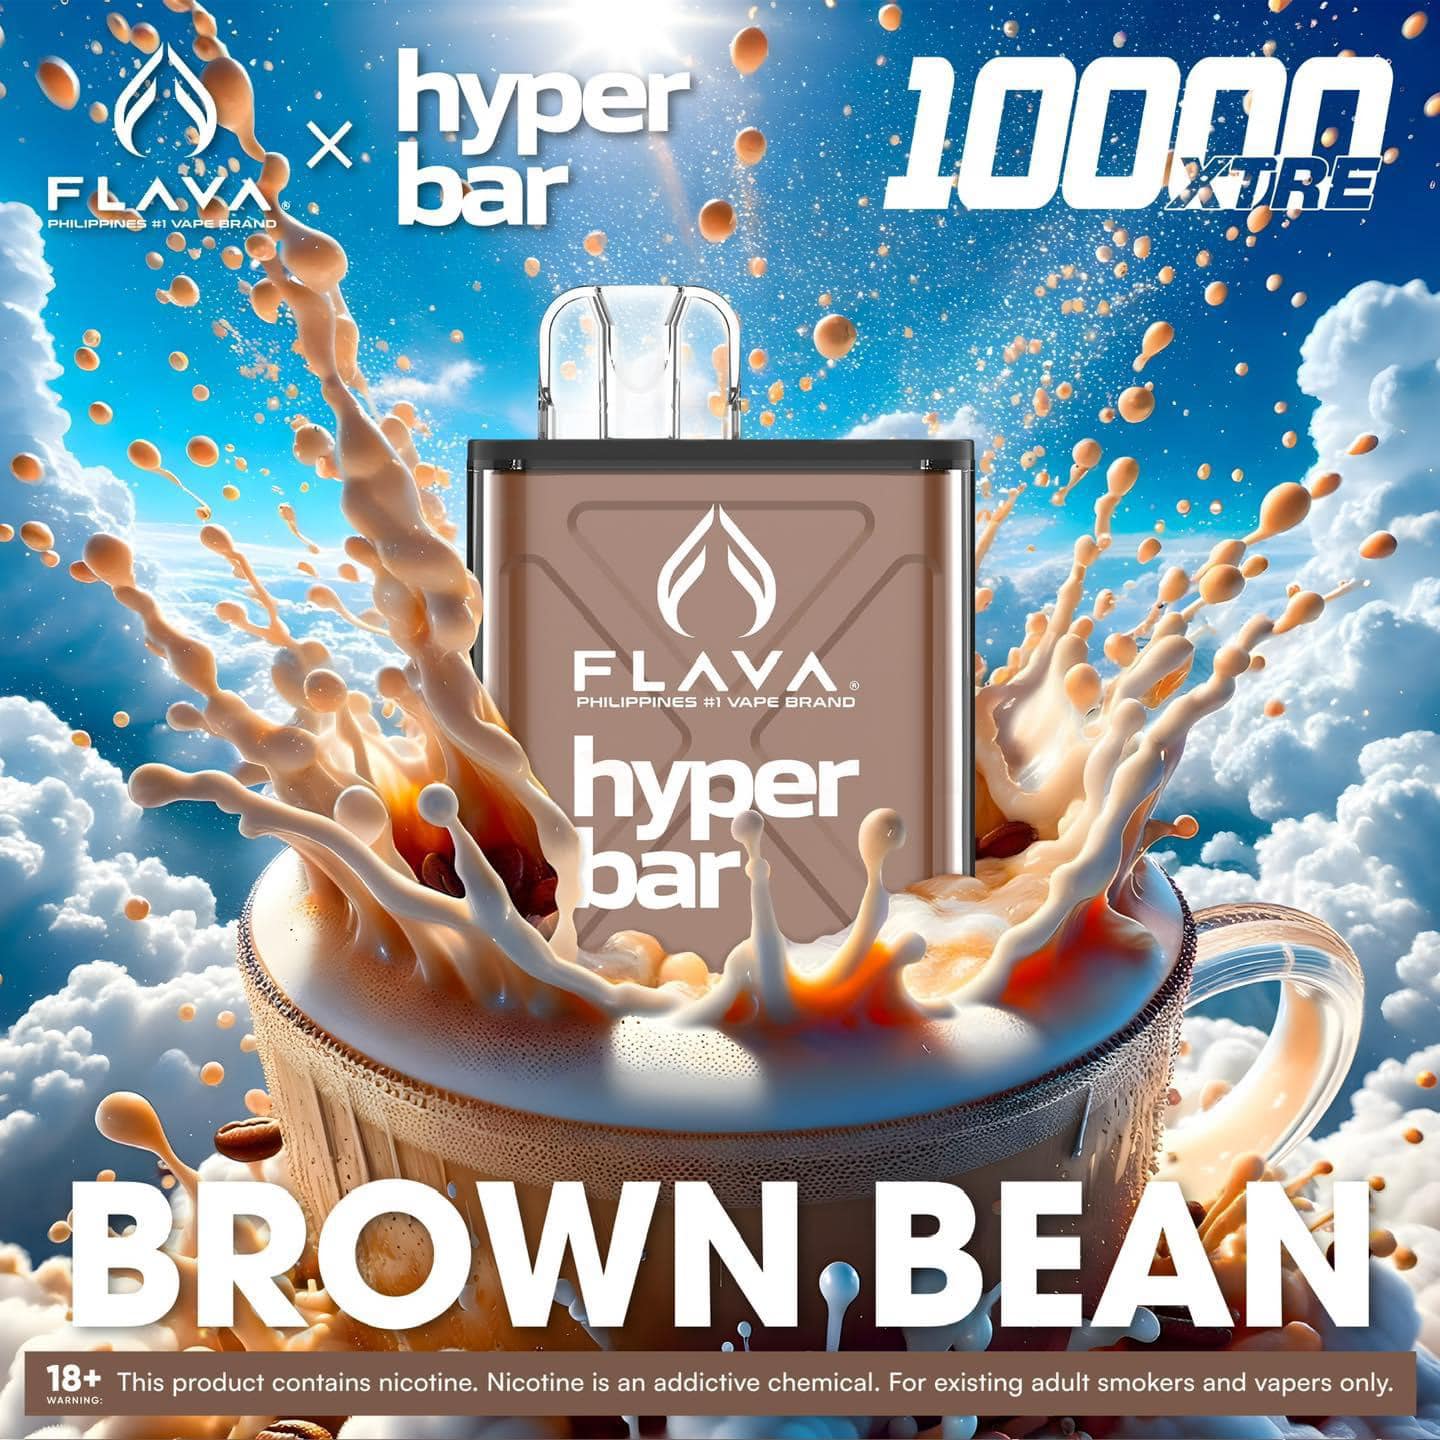 FLAVA®
PHILIPPINES #1 VAPE BRAND
×
hyper
bar
10000
XTRE
FLAVA®
PHILIPPINES #1 VAPE BRAND
hyper
bar
BROWN BEAN
18+
WARNING:
This product contains nicotine. Nicotine is an addictive chemical. For existing adult smokers and vapers only.